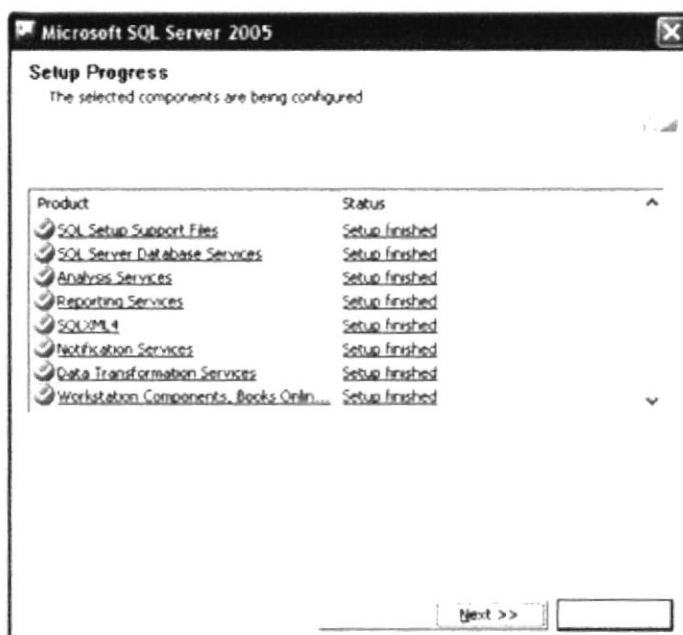 Microsoft SQL Server 2005
Setup Progress
The selected components are being configured
Product Status
SQL Setup Support Files Setup finished
SQL Server Database Services Setup finished
Analysis Services Setup finished
Reporting Services Setup finished
SQLXML4 Setup finished
Notification Services Setup finished
Data Transformation Services Setup finished
Workstation Components, Books Onlin... Setup finished
Next >>